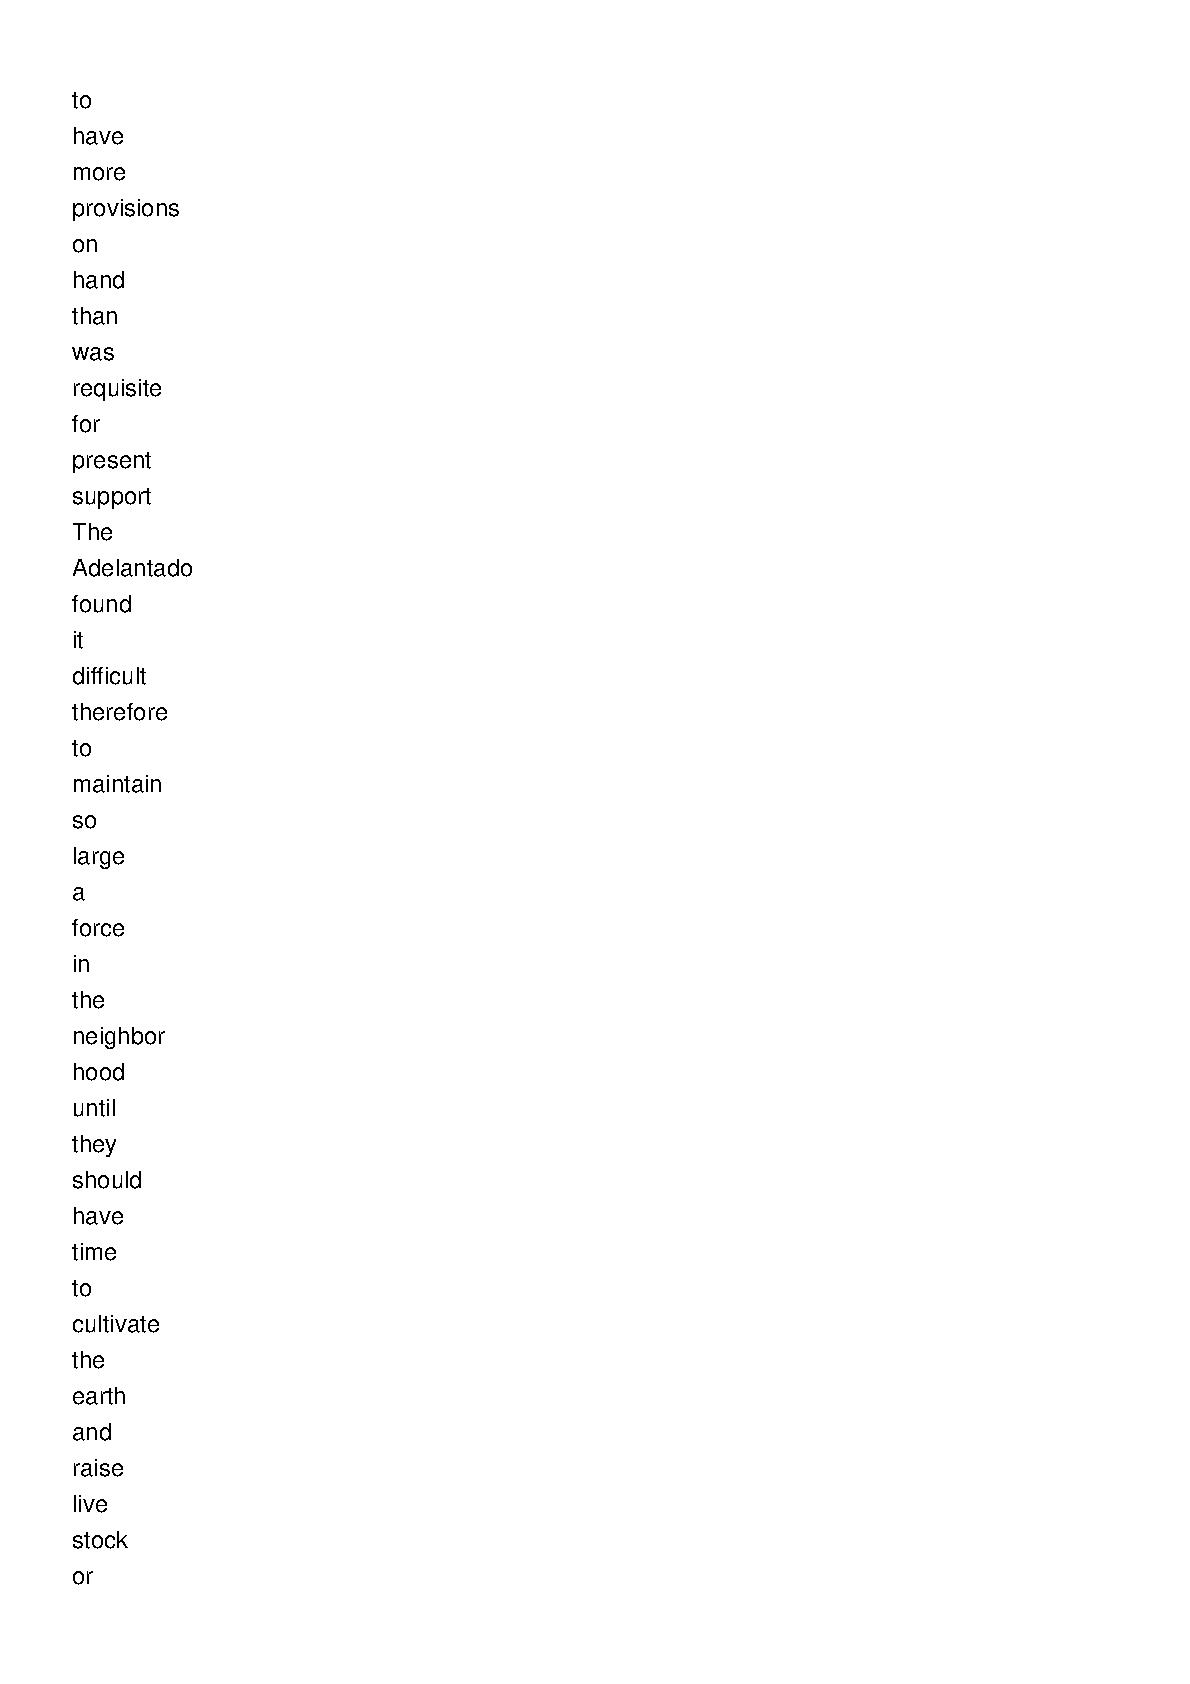 to
have
more
provisions
on
hand
than
was
requisite
for
present
support
The
Adelantado
found
it
difficult
therefore
to
maintain
so
large
a
force
in
the
neighbor
hood
until
they
should
have
time
to
cultivate
the
earth
and
raise
live
stock
or